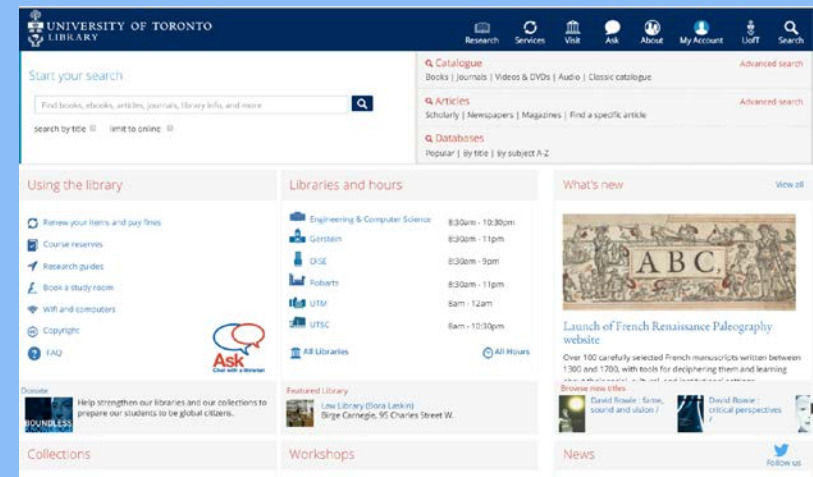 UNIVERSITY OF TORONTO
LIBRARY
Research Services Visit Ask About My Account UofT Search
Start your search
Find books, ebooks, articles, journals, library info, and more
search by title limit to online
Catalogue Advanced search
Books | Journals | Videos & DVDs | Audio | Classic catalogue
Articles Advanced search
Scholarly | Newspapers | Magazines | Find a specific article
Databases
Popular | By title | By subject A-Z
Using the library
Renew your items and pay fines
Course reserves
Research guides
Book a study room
Wifi and computers
Copyright
FAQ
Ask
Chat with a librarian
Donate
BOUNDLESS
Help strengthen our libraries and our collections to
prepare our students to be global citizens.
Libraries and hours
Engineering & Computer Science 8:30am - 10:30pm
Gerstein 8:30am - 11pm
OISE 8:30am - 9pm
Robarts 8:30am - 11pm
UTM 8am - 12am
UTSC 8am - 10:30pm
All Libraries All Hours
Featured Library
Law Library (Bora Laskin)
Birge Carnegie, 95 Charles Street W.
What's new View all
A B C,
Launch of French Renaissance Paleography
website
Over 100 carefully selected French manuscripts written between
1300 and 1700, with tools for deciphering them and learning
Browse new titles
David Bowie : fame,
sound and vision /
David Bowie :
critical perspectives
/
Collections
Workshops
News
Follow us